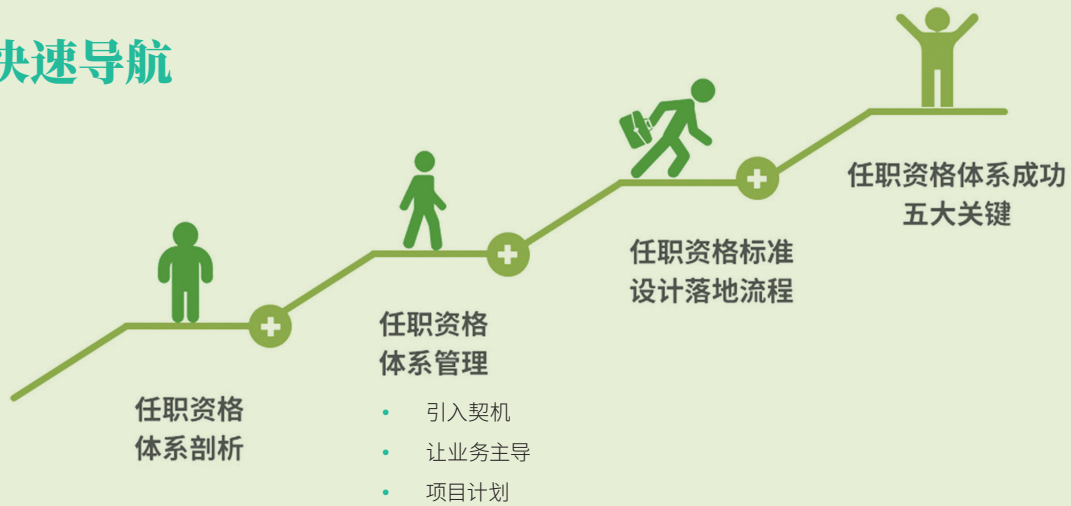 快速导航
任职资格
体系剖析
任职资格
体系管理
• 引入契机
• 让业务主导
• 项目计划
任职资格标准
设计落地流程
任职资格体系成功
五大关键